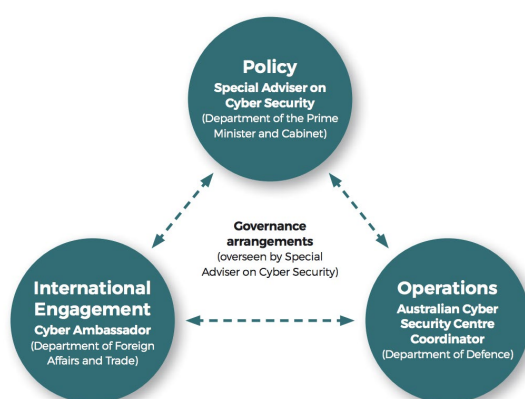 Policy
Special Adviser on
Cyber Security
(Department of the Prime
Minister and Cabinet)
Governance
arrangements
(overseen by Special
Adviser on Cyber Security)
International
Engagement
Cyber Ambassador
(Department of Foreign
Affairs and Trade)
Operations
Australian Cyber
Security Centre
Coordinator
(Department of Defence)